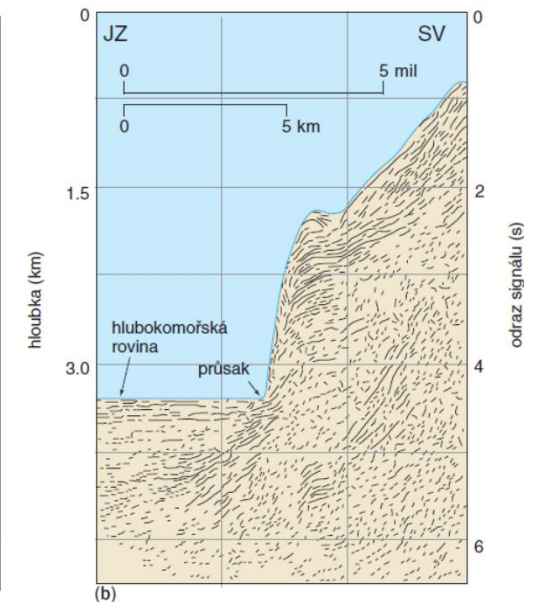 0
0
JZ
SV
0
5 mil
0
5 km
1.5
2
hloubka (km)
odraz signálu (s)
hlubokomořská
rovina
průsak
3.0
4
6
(b)